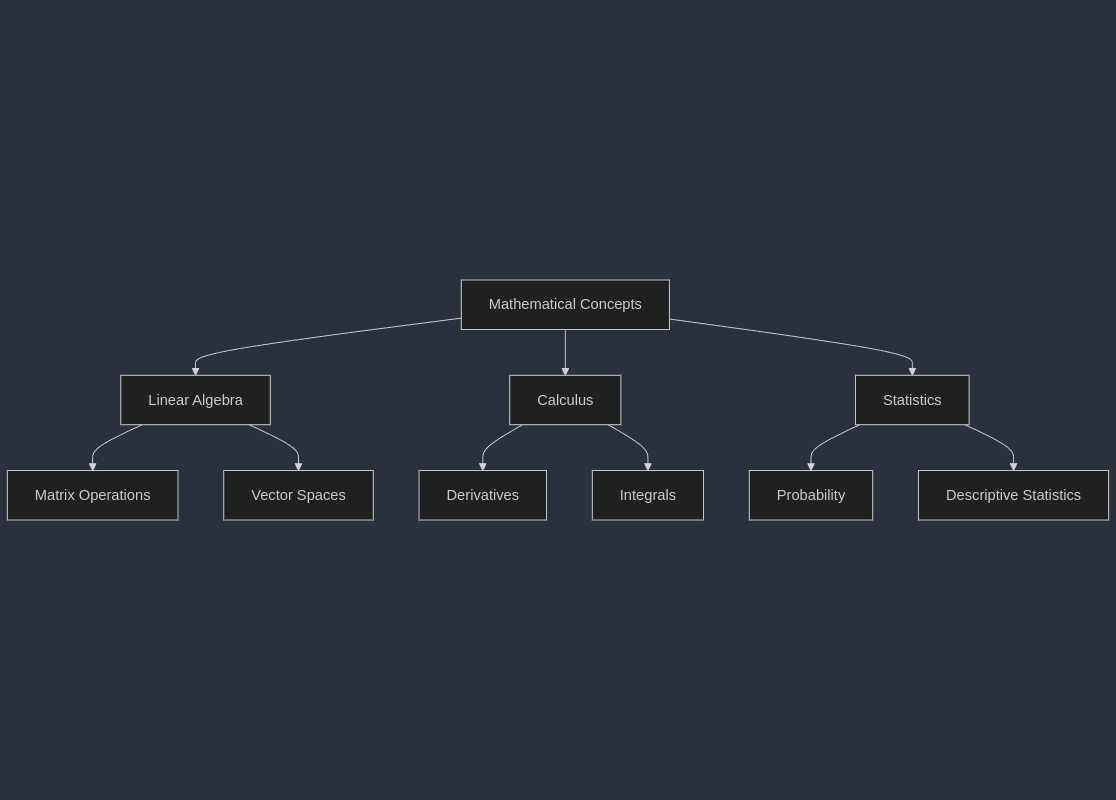 Mathematical Concepts
Linear Algebra
Calculus
Statistics
Matrix Operations
Vector Spaces
Derivatives
Integrals
Probability
Descriptive Statistics